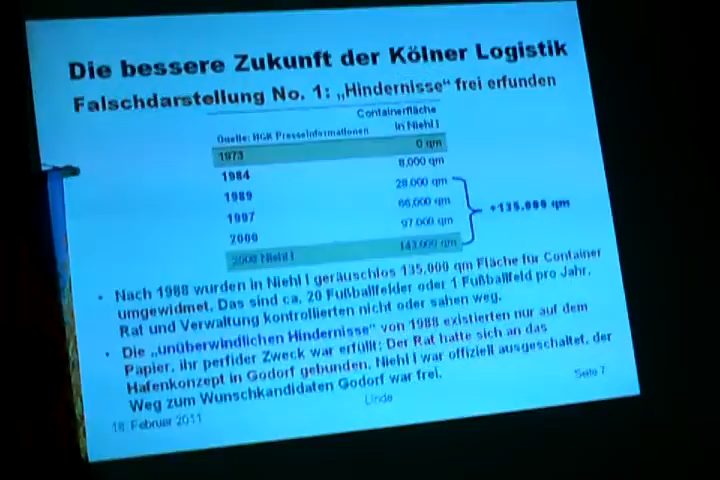 Die bessere Zukunft der Kölner Logistik
Falschdarstellung No. 1: „Hindernisse“ frei erfunden
Containerfläche
Quelle: HGK Presseinformationen in Niehl I
1973 0 qm
1984 8.000 qm
1989 28.000 qm
1997 66.000 qm
2000 97.000 qm
2008 Niehl I 143.000 qm
+135.000 qm
• Nach 1988 wurden in Niehl I geräuschlos 135.000 qm Fläche für Container
umgewidmet. Das sind ca. 20 Fußballfelder oder 1 Fußballfeld pro Jahr.
Rat und Verwaltung kontrollierten nicht oder sahen weg.
• Die „unüberwindlichen Hindernisse“ von 1988 existierten nur auf dem
Papier, ihr perfider Zweck war erfüllt: Der Rat hatte sich an das
Hafenkonzept in Godorf gebunden, Niehl I war offiziell ausgeschaltet, der
Weg zum Wunschkandidaten Godorf war frei.
18. Februar 2011 Linde Seite 7